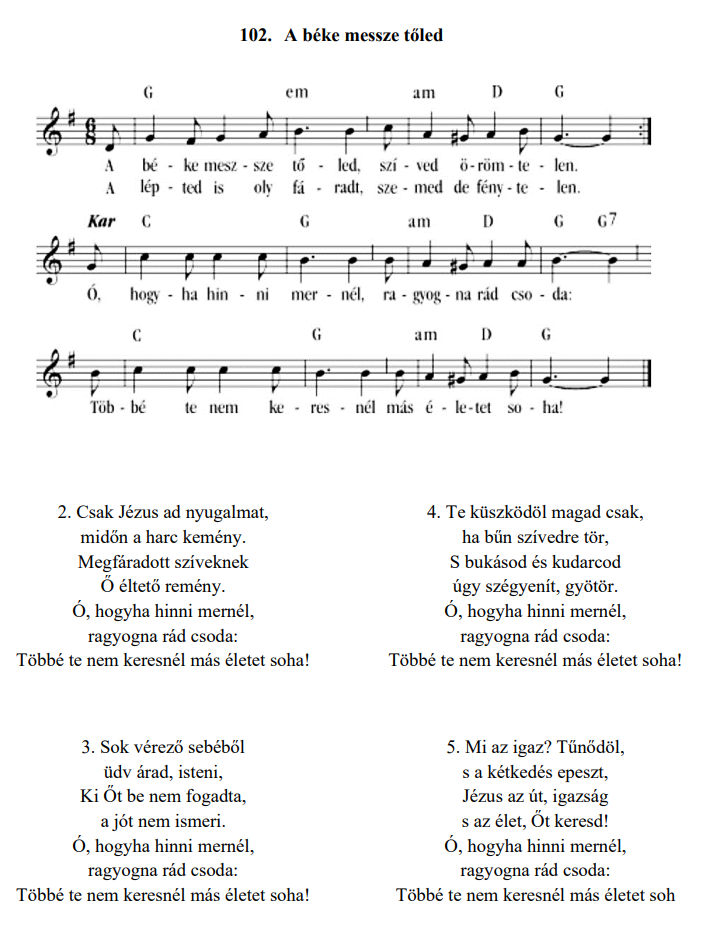 102. A béke messze tőled
G em am D G
A bé - ke mesz - sze tő - led, szí - ved ö - röm - te - len.
A lép - ted is oly fá - radt, sze - med de fény - te - len.
Kar C G am D G G7
Ó, hogy - ha hin - ni mer - nél, ra - gyog - na rád cso - da:
C G am D G
Töb - bé te nem ke - res - nél más é - le - tet so - ha!
2. Csak Jézus ad nyugalmat,
midőn a harc kemény.
Megfáradott szíveknek
Ő éltető remény.
Ó, hogyha hinni mernél,
ragyogna rád csoda:
Többé te nem keresnél más életet soha!
4. Te küszködöl magad csak,
ha bűn szívedre tör,
S bukásod és kudarcod
úgy szégyenít, gyötör.
Ó, hogyha hinni mernél,
ragyogna rád csoda:
Többé te nem keresnél más életet soha!
3. Sok vérező sebéből
üdv árad, isteni,
Ki Őt be nem fogadta,
a jót nem ismeri.
Ó, hogyha hinni mernél,
ragyogna rád csoda:
Többé te nem keresnél más életet soha!
5. Mi az igaz? Tűnődöl,
s a kétkedés epeszt,
Jézus az út, igazság
s az élet, Őt keresd!
Ó, hogyha hinni mernél,
ragyogna rád csoda:
Többé te nem keresnél más életet soh